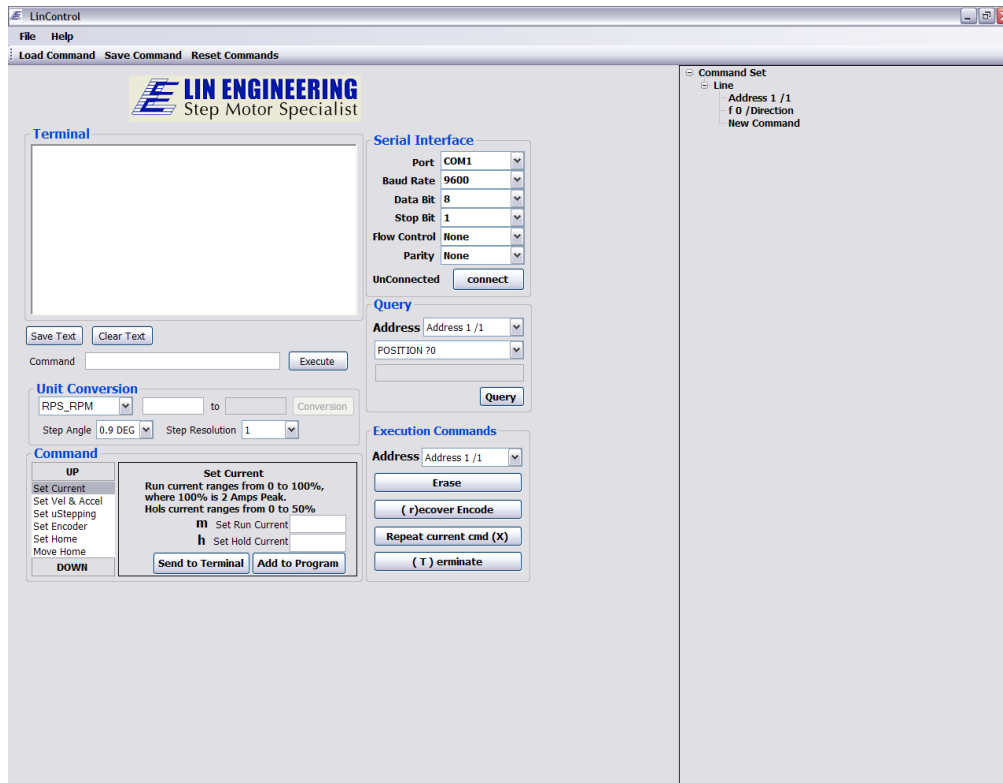 LinControl
File Help
Load Command Save Command Reset Commands
LIN ENGINEERING
Step Motor Specialist
Terminal
Save Text Clear Text
Command Execute
Unit Conversion
RPS_RPM to Conversion
Step Angle 0.9 DEG Step Resolution 1
Command
UP
Set Current
Set Vel & Accel
Set uStepping
Set Encoder
Set Home
Move Home
DOWN
Set Current
Run current ranges from 0 to 100%,
where 100% is 2 Amps Peak.
Hols current ranges from 0 to 50%
m Set Run Current
h Set Hold Current
Send to Terminal Add to Program
Serial Interface
Port COM1
Baud Rate 9600
Data Bit 8
Stop Bit 1
Flow Control None
Parity None
UnConnected connect
Query
Address Address 1 /1
POSITION ?0
Query
Execution Commands
Address Address 1 /1
Erase
( r)ecover Encode
Repeat current cmd (X)
( T ) erminate
Command Set
Line
Address 1 /1
f 0 /Direction
New Command